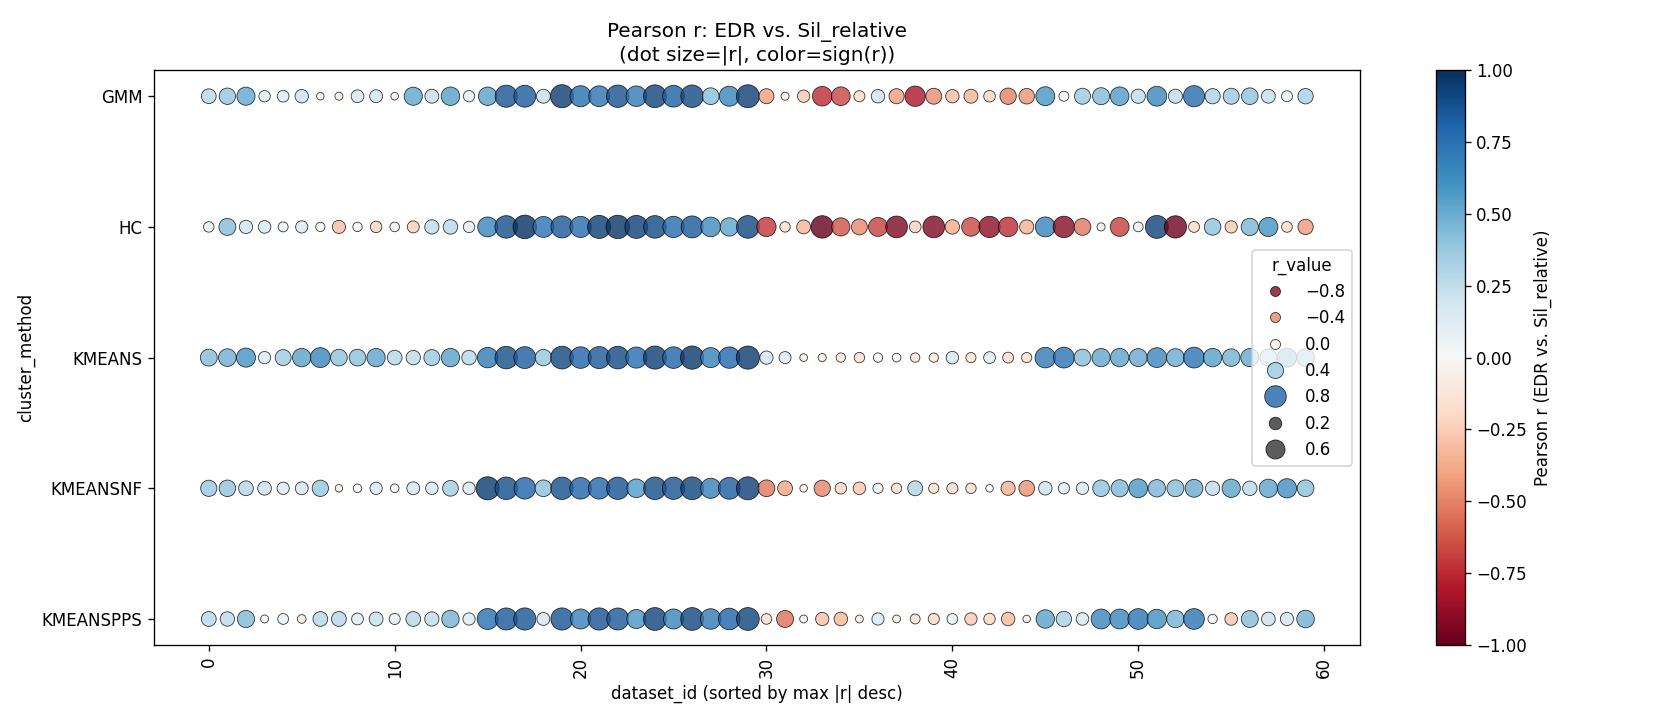 Pearson r: EDR vs. Sil_relative
(dot size=|r|, color=sign(r))
cluster_method
GMM
HC
KMEANS
KMEANSNF
KMEANSPPS
0
10
20
30
40
50
60
dataset_id (sorted by max |r| desc)
r_value
−0.8
−0.4
0.0
0.4
0.8
0.2
0.6
1.00
0.75
0.50
0.25
0.00
−0.25
−0.50
−0.75
−1.00
Pearson r (EDR vs. Sil_relative)